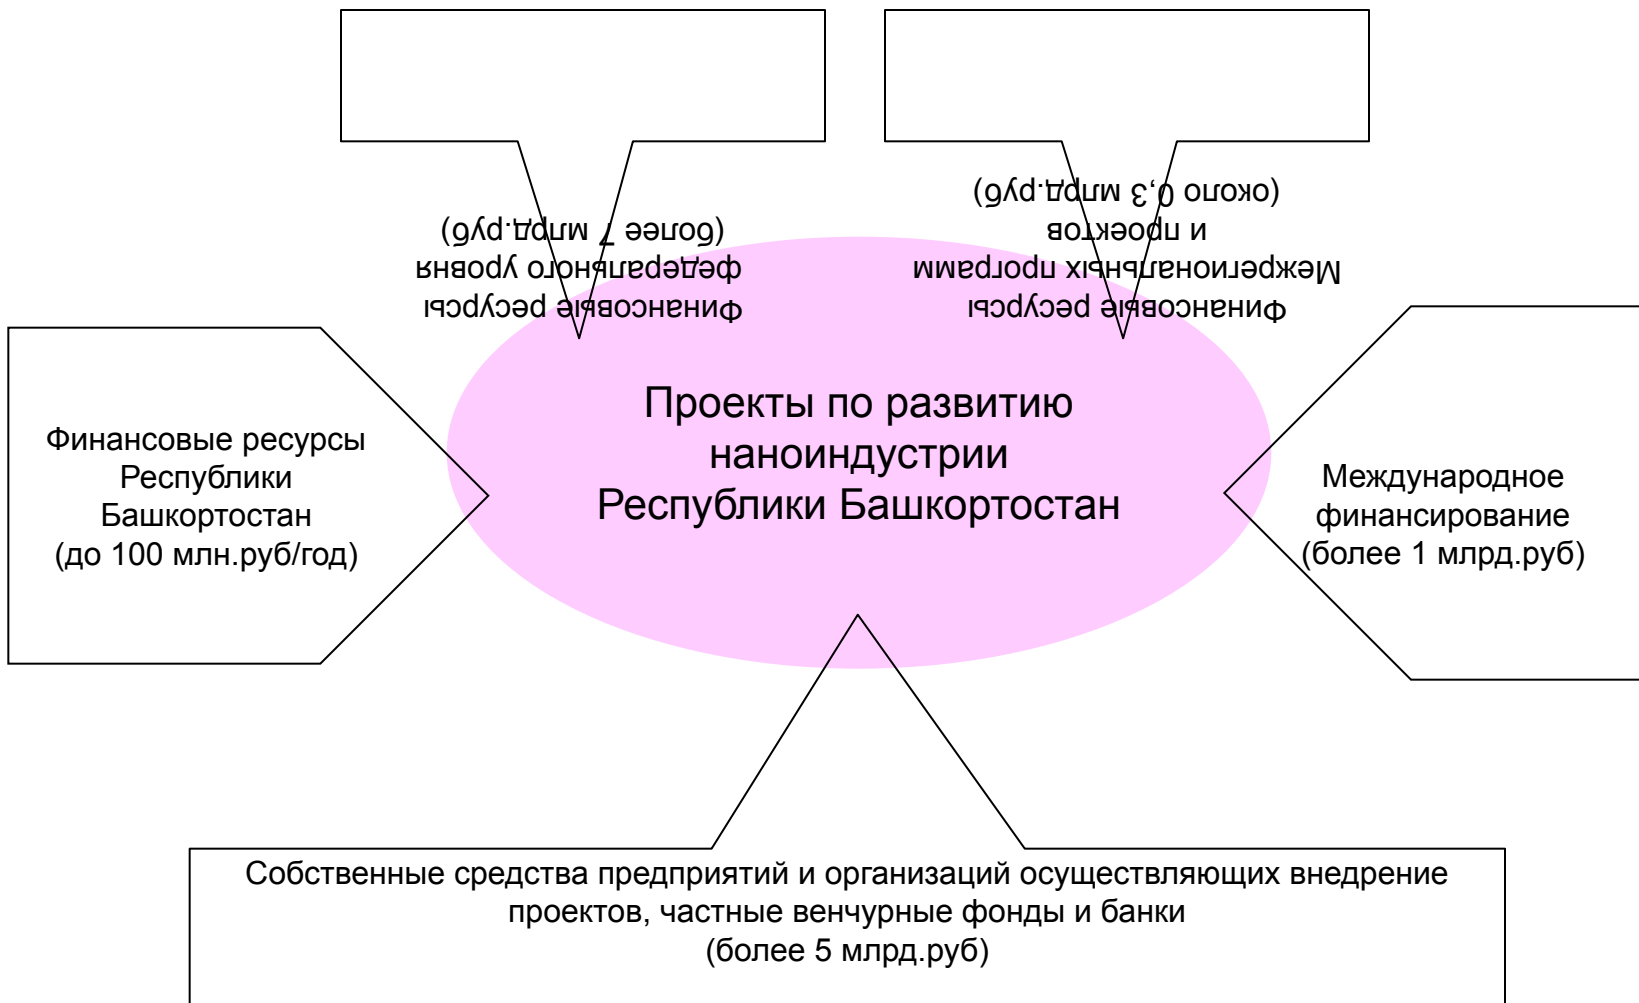 Финансовые ресурсы
федерального уровня
(более 7 млрд.руб)
Финансовые ресурсы
Межрегиональных программ
и проектов
(около 0,3 млрд.руб)
Проекты по развитию
наноиндустрии
Республики Башкортостан
Финансовые ресурсы
Республики
Башкортостан
(до 100 млн.руб/год)
Международное
финансирование
(более 1 млрд.руб)
Собственные средства предприятий и организаций осуществляющих внедрение
проектов, частные венчурные фонды и банки
(более 5 млрд.руб)